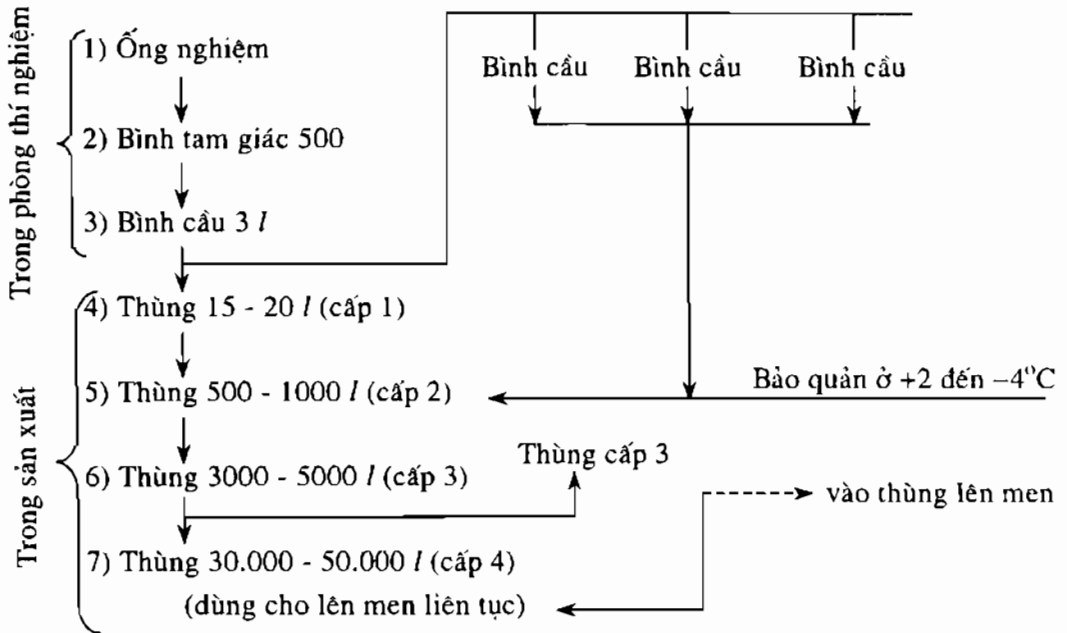 Trong phòng thí nghiệm
1) Ống nghiệm
2) Bình tam giác 500
3) Bình cầu 3 l
Bình cầu Bình cầu Bình cầu
Trong sản xuất
4) Thùng 15 - 20 l (cấp 1)
5) Thùng 500 - 1000 l (cấp 2)
Bảo quản ở +2 đến –4°C
6) Thùng 3000 - 5000 l (cấp 3)
Thùng cấp 3
vào thùng lên men
7) Thùng 30.000 - 50.000 l (cấp 4)
(dùng cho lên men liên tục)